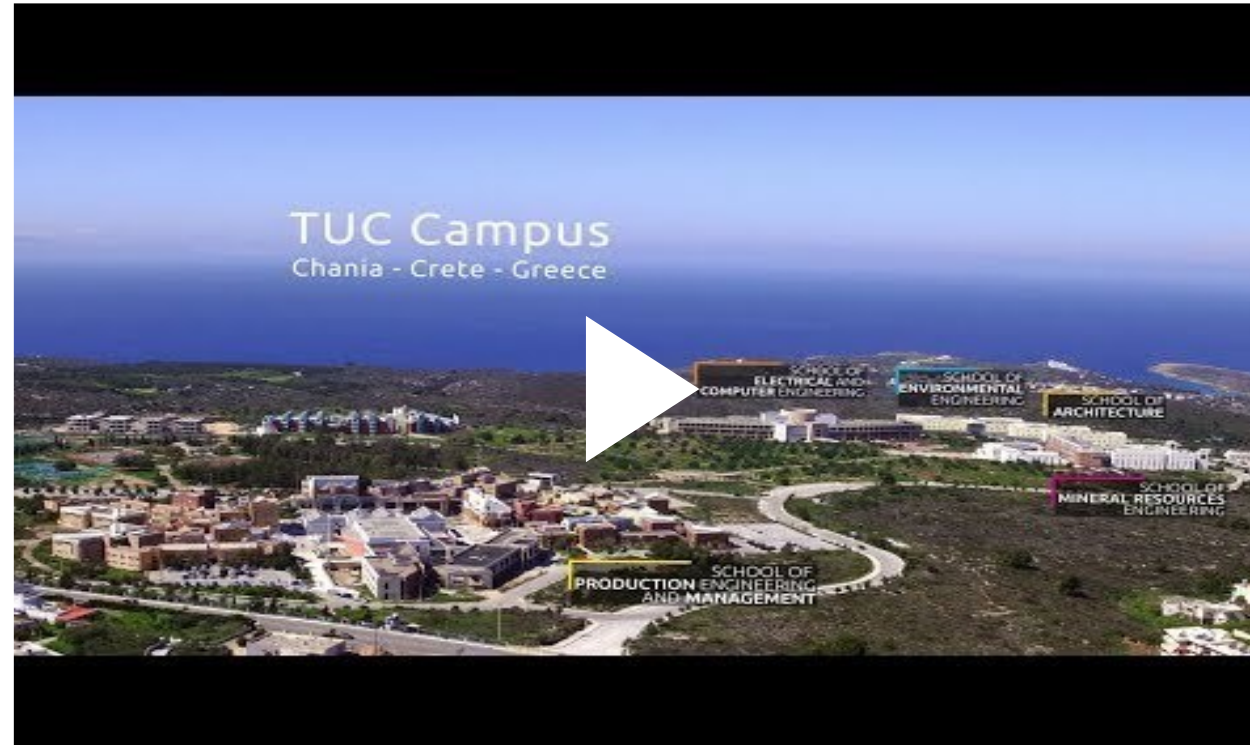 TUC Campus
Chania - Crete - Greece
SCHOOL OF
ELECTRICAL AND
COMPUTER ENGINEERING
SCHOOL OF
ENVIRONMENTAL
ENGINEERING
SCHOOL OF
ARCHITECTURE
SCHOOL OF
MINERAL RESOURCES
ENGINEERING
SCHOOL OF
PRODUCTION ENGINEERING
AND MANAGEMENT